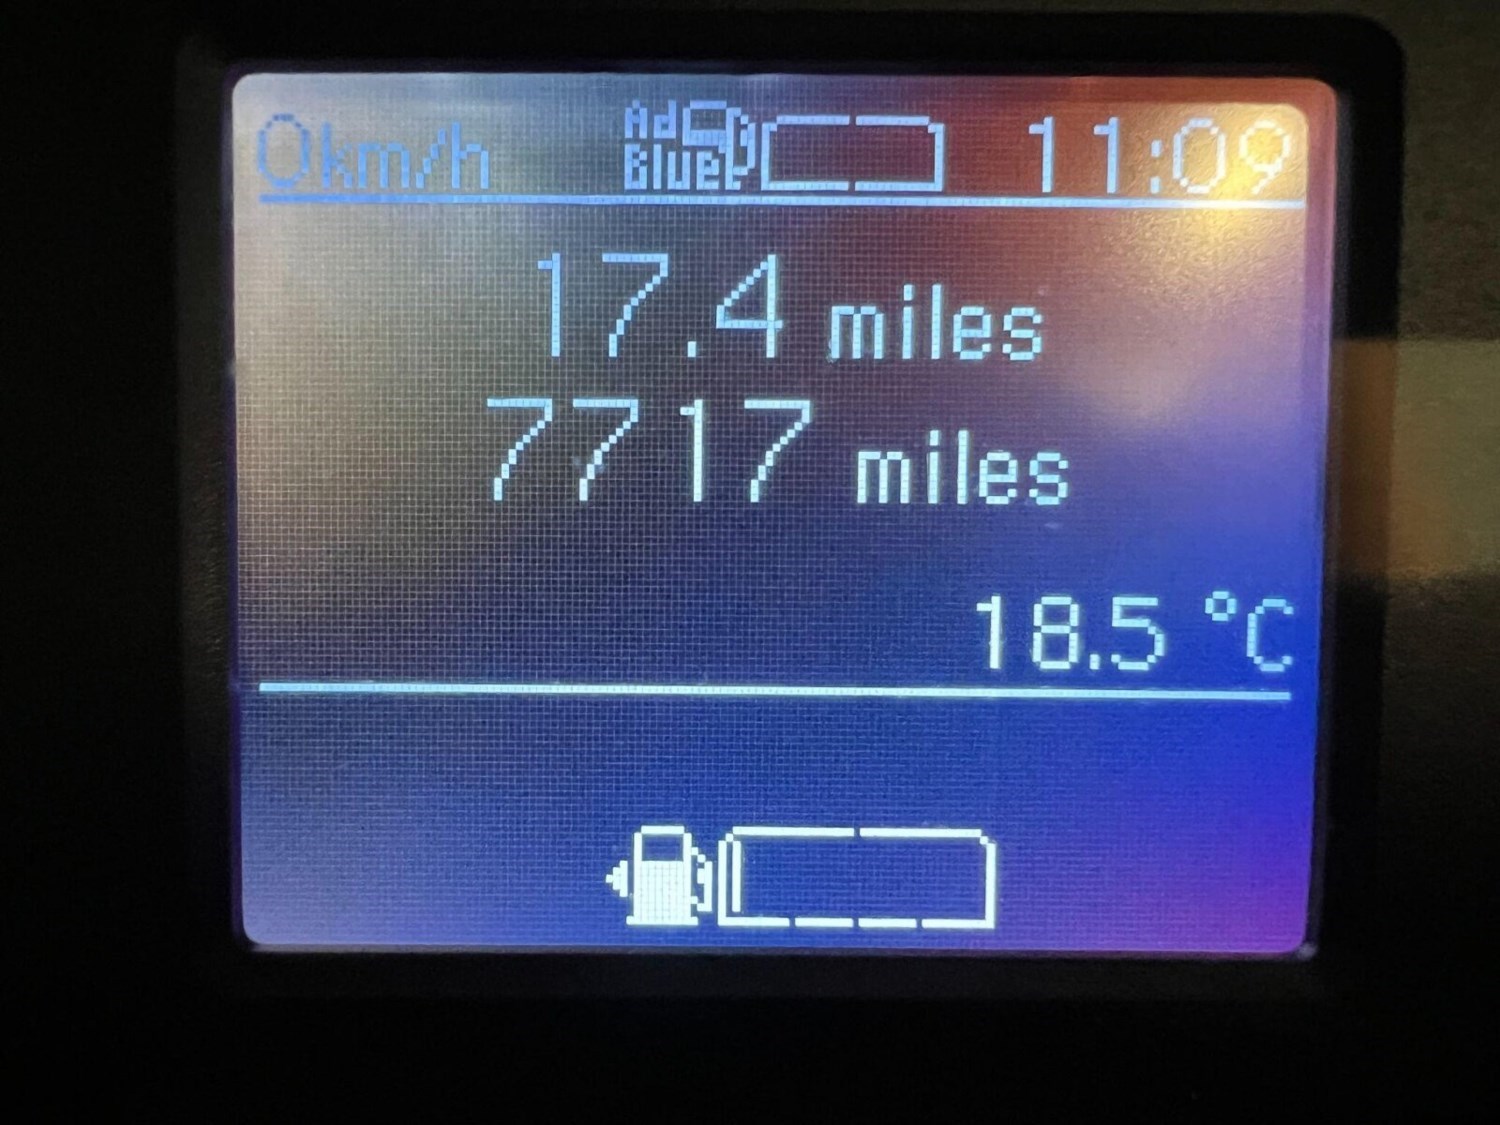 0km/h Ad Blue 11:09
17.4 miles
7717 miles
18.5 °C